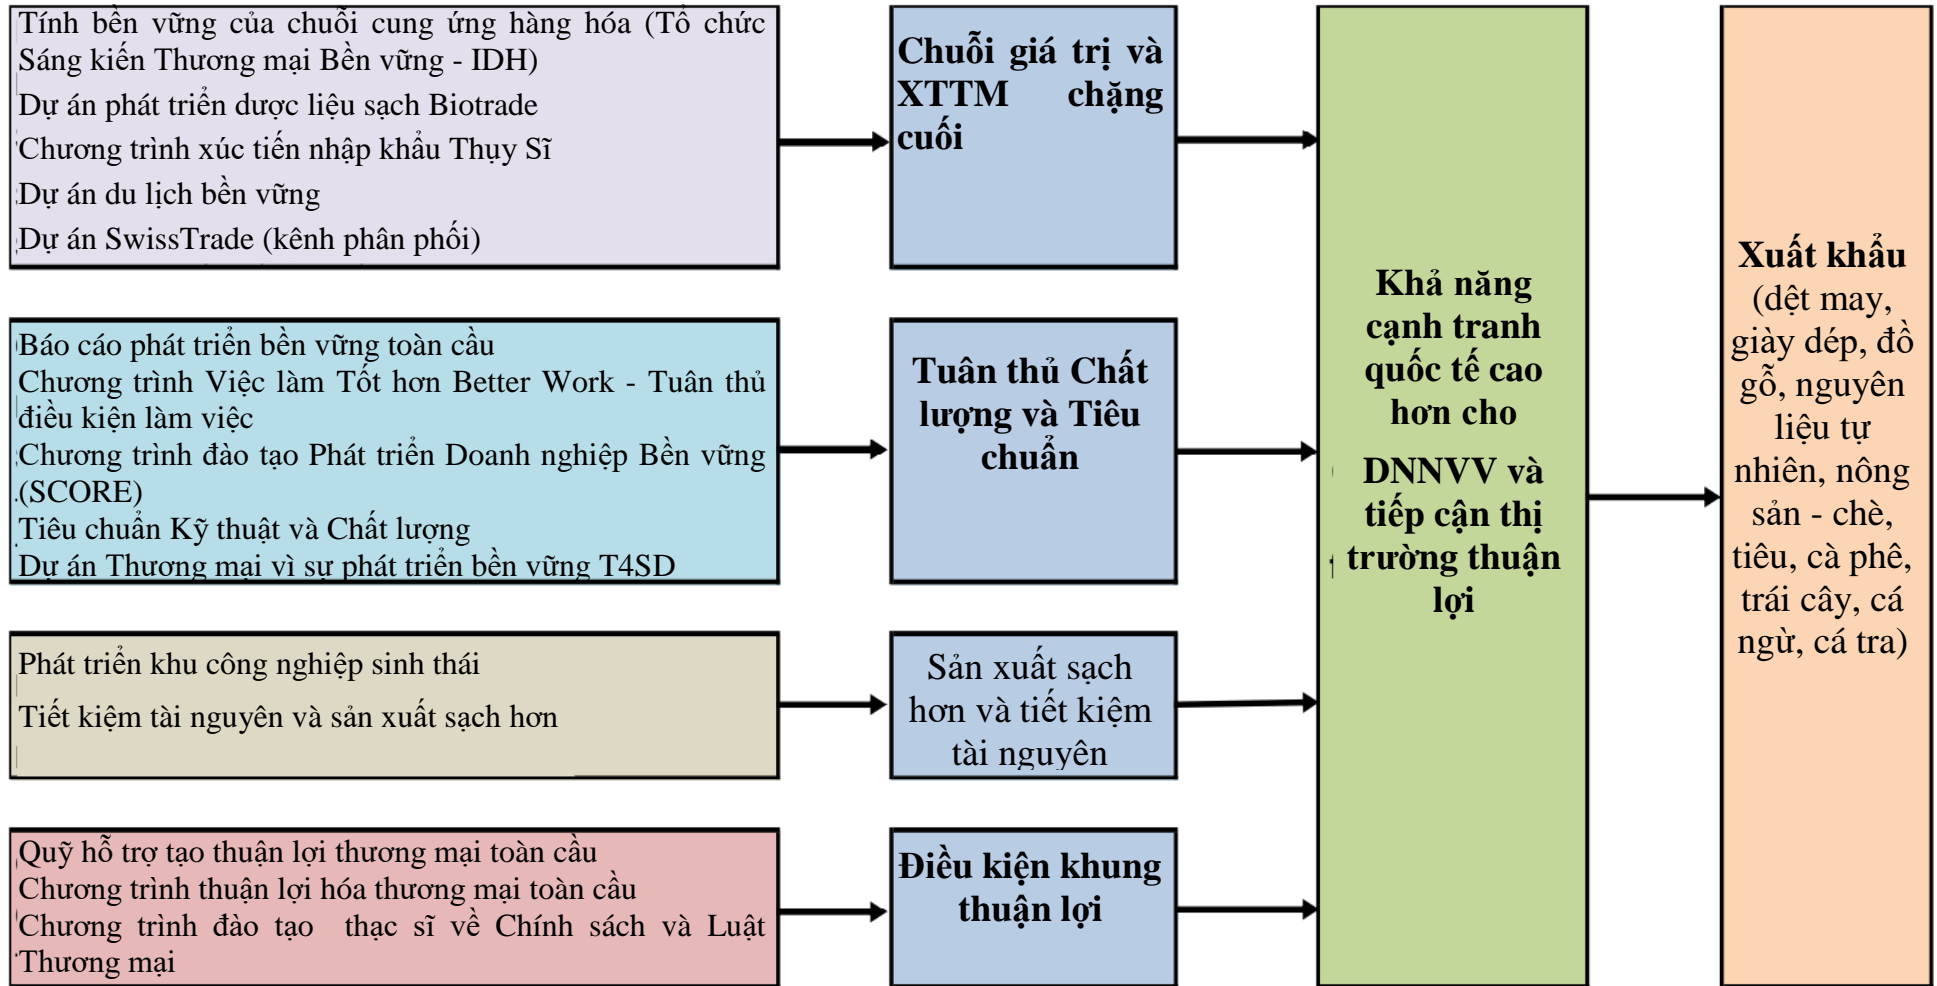 Tính bền vững của chuỗi cung ứng hàng hóa (Tổ chức
Sáng kiến Thương mại Bền vững - IDH)
Dự án phát triển dược liệu sạch Biotrade
Chương trình xúc tiến nhập khẩu Thụy Sĩ
Dự án du lịch bền vững
Dự án SwissTrade (kênh phân phối)
Chuỗi giá trị và
XTTM chặng
cuối
Báo cáo phát triển bền vững toàn cầu
Chương trình Việc làm Tốt hơn Better Work - Tuân thủ
điều kiện làm việc
Chương trình đào tạo Phát triển Doanh nghiệp Bền vững
(SCORE)
Tiêu chuẩn Kỹ thuật và Chất lượng
Dự án Thương mại vì sự phát triển bền vững T4SD
Tuân thủ Chất
lượng và Tiêu
chuẩn
Phát triển khu công nghiệp sinh thái
Tiết kiệm tài nguyên và sản xuất sạch hơn
Sản xuất sạch
hơn và tiết kiệm
tài nguyên
Quỹ hỗ trợ tạo thuận lợi thương mại toàn cầu
Chương trình thuận lợi hóa thương mại toàn cầu
Chương trình đào tạo thạc sĩ về Chính sách và Luật
Thương mại
Điều kiện khung
thuận lợi
Khả năng
cạnh tranh
quốc tế cao
hơn cho
DNNVV và
tiếp cận thị
trường thuận
lợi
Xuất khẩu
(dệt may,
giày dép, đồ
gỗ, nguyên
liệu tự
nhiên, nông
sản - chè,
tiêu, cà phê,
trái cây, cá
ngừ, cá tra)